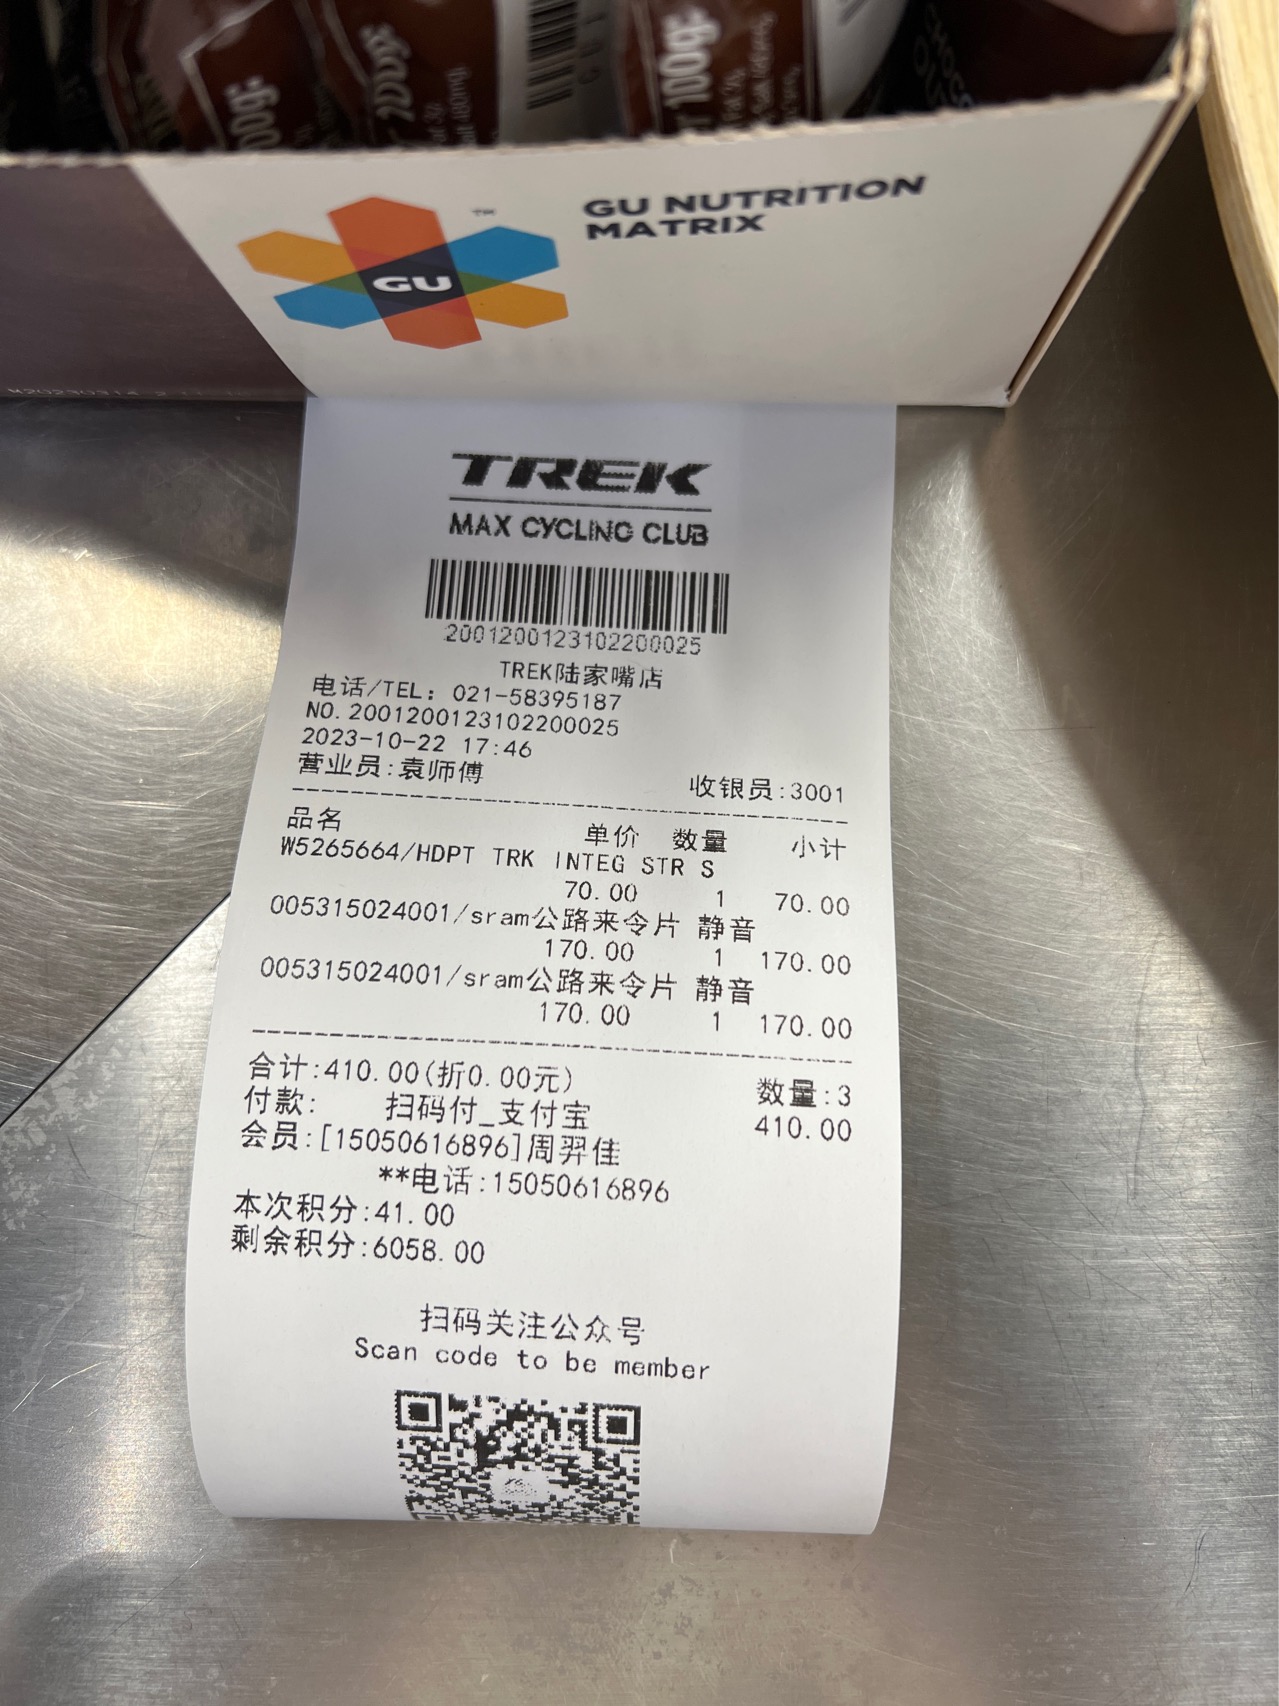 100g
GU
™
GU NUTRITION
MATRIX
TREK
MAX CYCLING CLUB
2001200123102200025
TREK陆家嘴店
电话/TEL: 021-58395187
NO.2001200123102200025
2023-10-22 17:46
营业员:袁师傅 收银员:3001
品名 单价 数量 小计
W5265664/HDPT TRK INTEG STR S
70.00 1 70.00
005315024001/sram公路来令片 静音
170.00 1 170.00
005315024001/sram公路来令片 静音
170.00 1 170.00
合计:410.00(折0.00元) 数量:3
付款: 扫码付_支付宝 410.00
会员:[15050616896]周羿佳
**电话:15050616896
本次积分:41.00
剩余积分:6058.00
扫码关注公众号
Scan code to be member